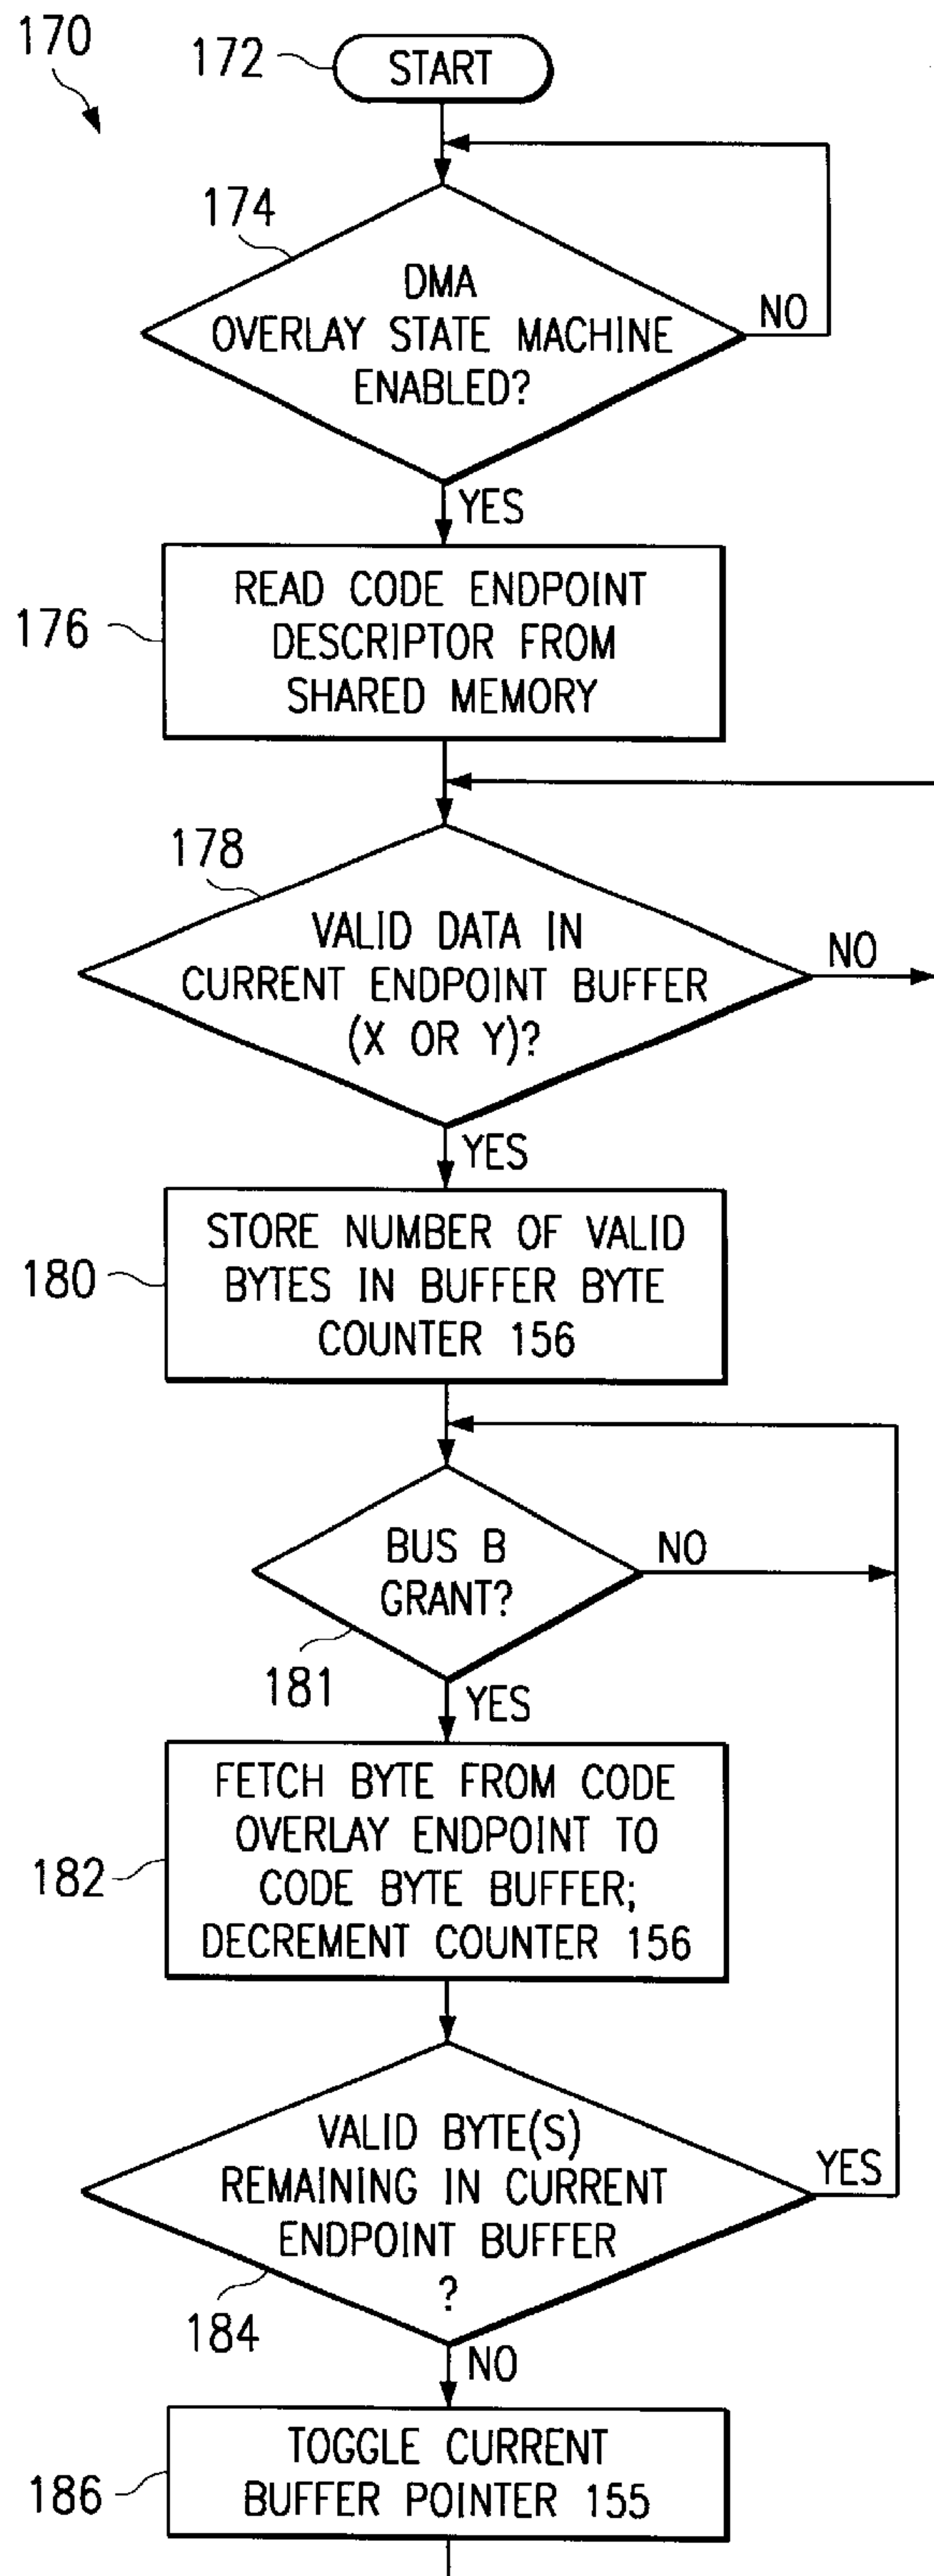 170
172
START
174
DMA
OVERLAY STATE MACHINE
ENABLED?
NO
YES
176
READ CODE ENDPOINT
DESCRIPTOR FROM
SHARED MEMORY
178
VALID DATA IN
CURRENT ENDPOINT BUFFER
(X OR Y)?
NO
YES
180
STORE NUMBER OF VALID
BYTES IN BUFFER BYTE
COUNTER 156
BUS B
GRANT?
NO
181
YES
182
FETCH BYTE FROM CODE
OVERLAY ENDPOINT TO
CODE BYTE BUFFER;
DECREMENT COUNTER 156
VALID BYTE(S)
REMAINING IN CURRENT
ENDPOINT BUFFER
?
YES
184
NO
186
TOGGLE CURRENT
BUFFER POINTER 155